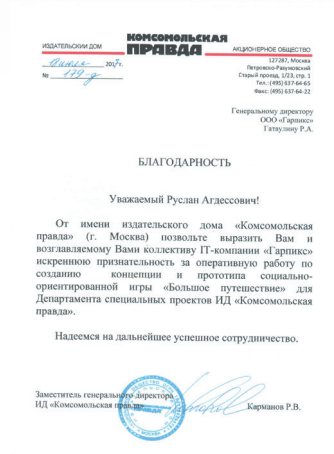 ИЗДАТЕЛЬСКИЙ ДОМ
КОМСОМОЛЬСКАЯ
ПРАВДА
АКЦИОНЕРНОЕ ОБЩЕСТВО
127287, Москва
Петровско-Разумовский
Старый проезд, 1/23, стр. 1
Тел.: (495) 637-64-65
Факс: (495) 637-64-22
2017г.
№ 179-д
Генеральному директору
ООО «Гарпикс»
Гатаулину Р.А.
БЛАГОДАРНОСТЬ
Уважаемый Руслан Агдессович!
От имени издательского дома «Комсомольская
правда» (г. Москва) позвольте выразить Вам и
возглавляемому Вами коллективу IT-компании «Гарпикс»
искреннюю признательность за оперативную работу по
созданию концепции и прототипа социально-
ориентированной игры «Большое путешествие» для
Департамента специальных проектов ИД «Комсомольская
правда».
Надеемся на дальнейшее успешное сотрудничество.
Заместитель генерального директора
ИД «Комсомольская правда»
Карманов Р.В.